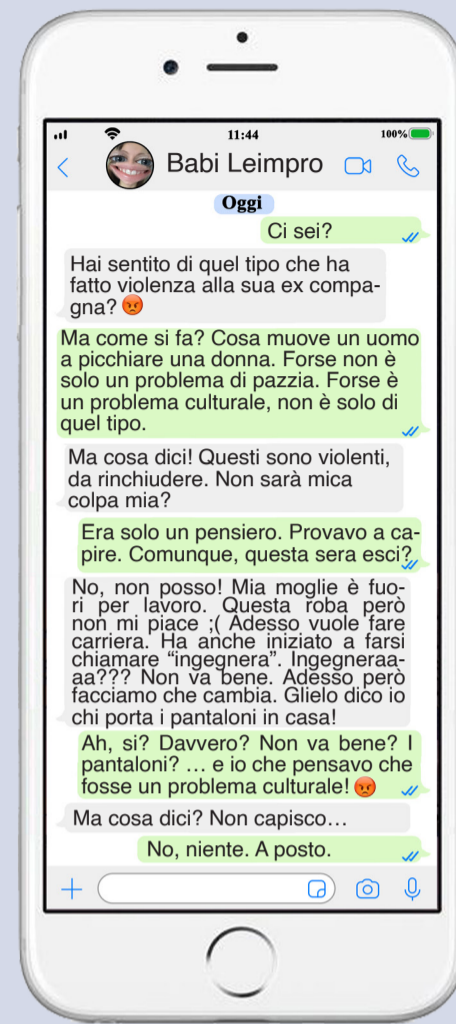 11:44
100%
Babi Leimpro
Oggi
Ci sei?
Hai sentito di quel tipo che ha
fatto violenza alla sua ex compa-
gna? 😡
Ma come si fa? Cosa muove un uomo
a picchiare una donna. Forse non è
solo un problema di pazzia. Forse è
un problema culturale, non è solo di
quel tipo.
Ma cosa dici! Questi sono violenti,
da rinchiudere. Non sarà mica
colpa mia?
Era solo un pensiero. Provavo a ca-
pire. Comunque, questa sera esci?
No, non posso! Mia moglie è fuo-
ri per lavoro. Questa roba però
non mi piace ;( Adesso vuole fare
carriera. Ha anche iniziato a farsi
chiamare “ingegnera”. Ingegneraa-
aa??? Non va bene. Adesso però
facciamo che cambia. Glielo dico io
chi porta i pantaloni in casa!
Ah, si? Davvero? Non va bene? I
pantaloni? … e io che pensavo che
fosse un problema culturale! 😡
Ma cosa dici? Non capisco…
No, niente. A posto.